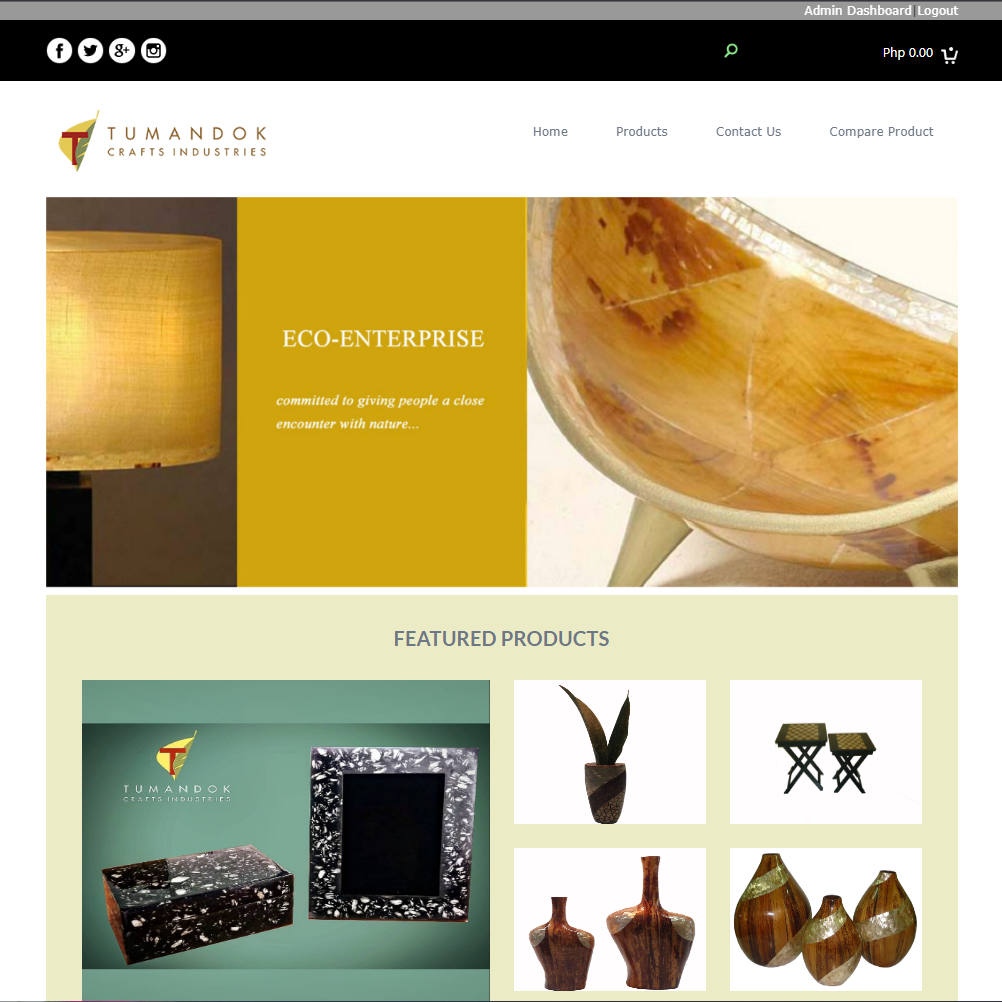 Admin Dashboard|Logout
Php 0.00
TUMANDOK
CRAFTS INDUSTRIES
Home Products Contact Us Compare Product
ECO-ENTERPRISE
committed to giving people a close
encounter with nature...
FEATURED PRODUCTS
TUMANDOK
CRAFTS INDUSTRIES